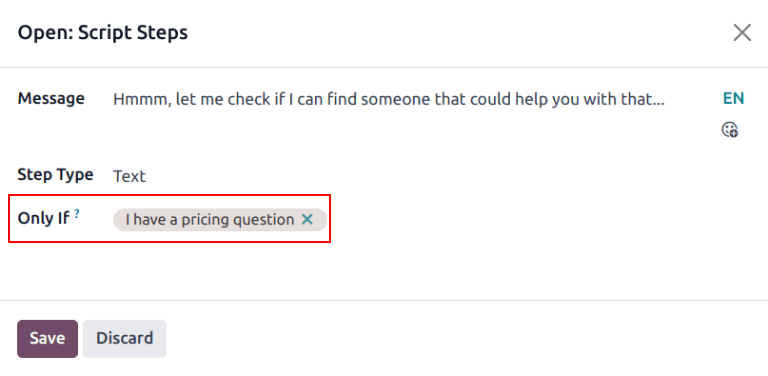 Open: Script Steps
Message Hmmm, let me check if I can find someone that could help you with that... EN
Step Type Text
Only If ? I have a pricing question ×
Save Discard